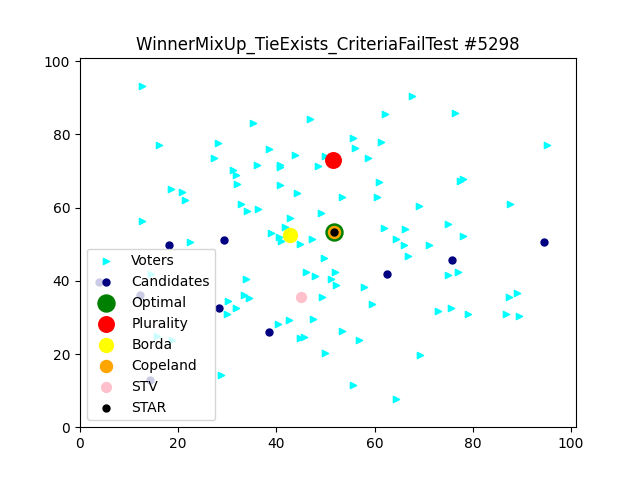 WinnerMixUp_TieExists_CriteriaFailTest #5298
100
80
60
40
20
0
Voters
Candidates
Optimal
Plurality
Borda
Copeland
STV
STAR
0 20 40 60 80 100